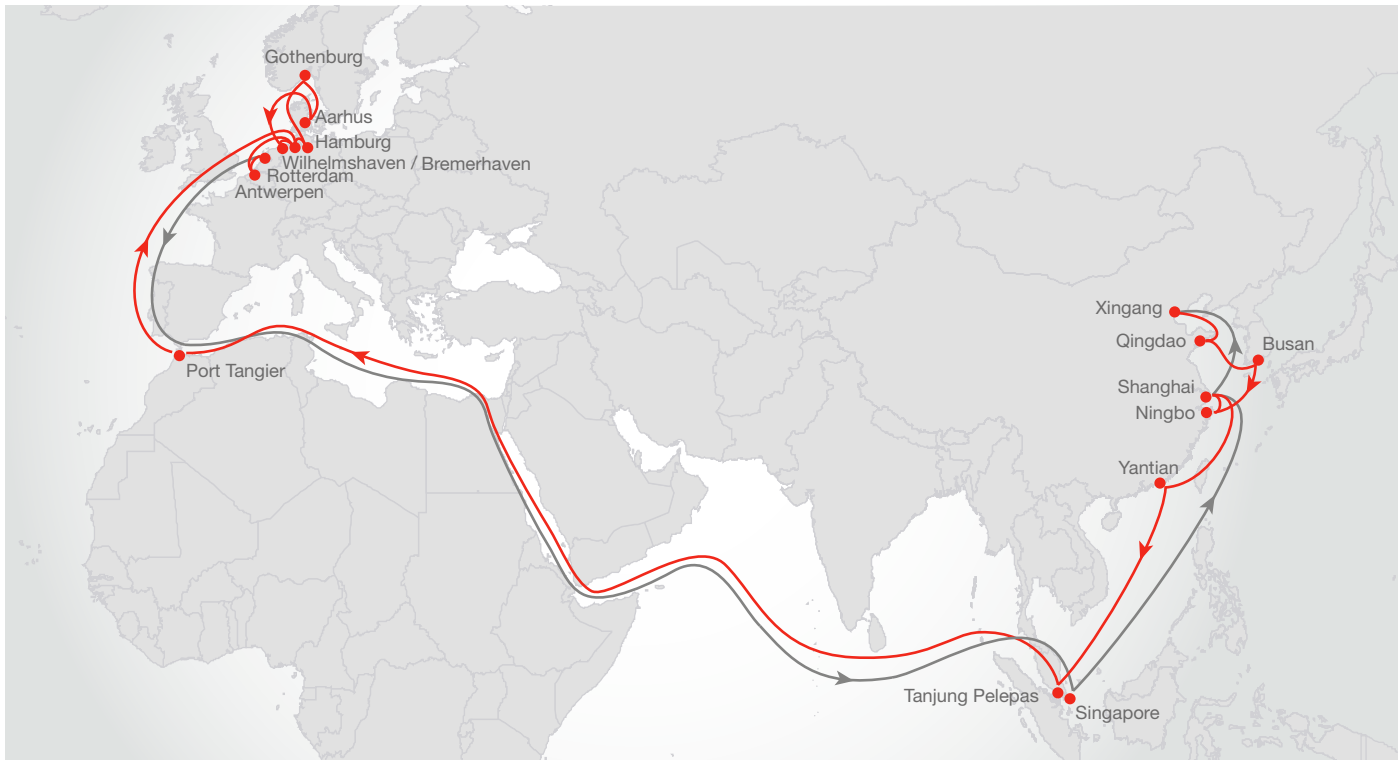 Gothenburg
Aarhus
Hamburg
Wilhelmshaven / Bremerhaven
Rotterdam
Antwerpen
Xingang
Qingdao
Busan
Port Tangier
Shanghai
Ningbo
Yantian
Tanjung Pelepas
Singapore